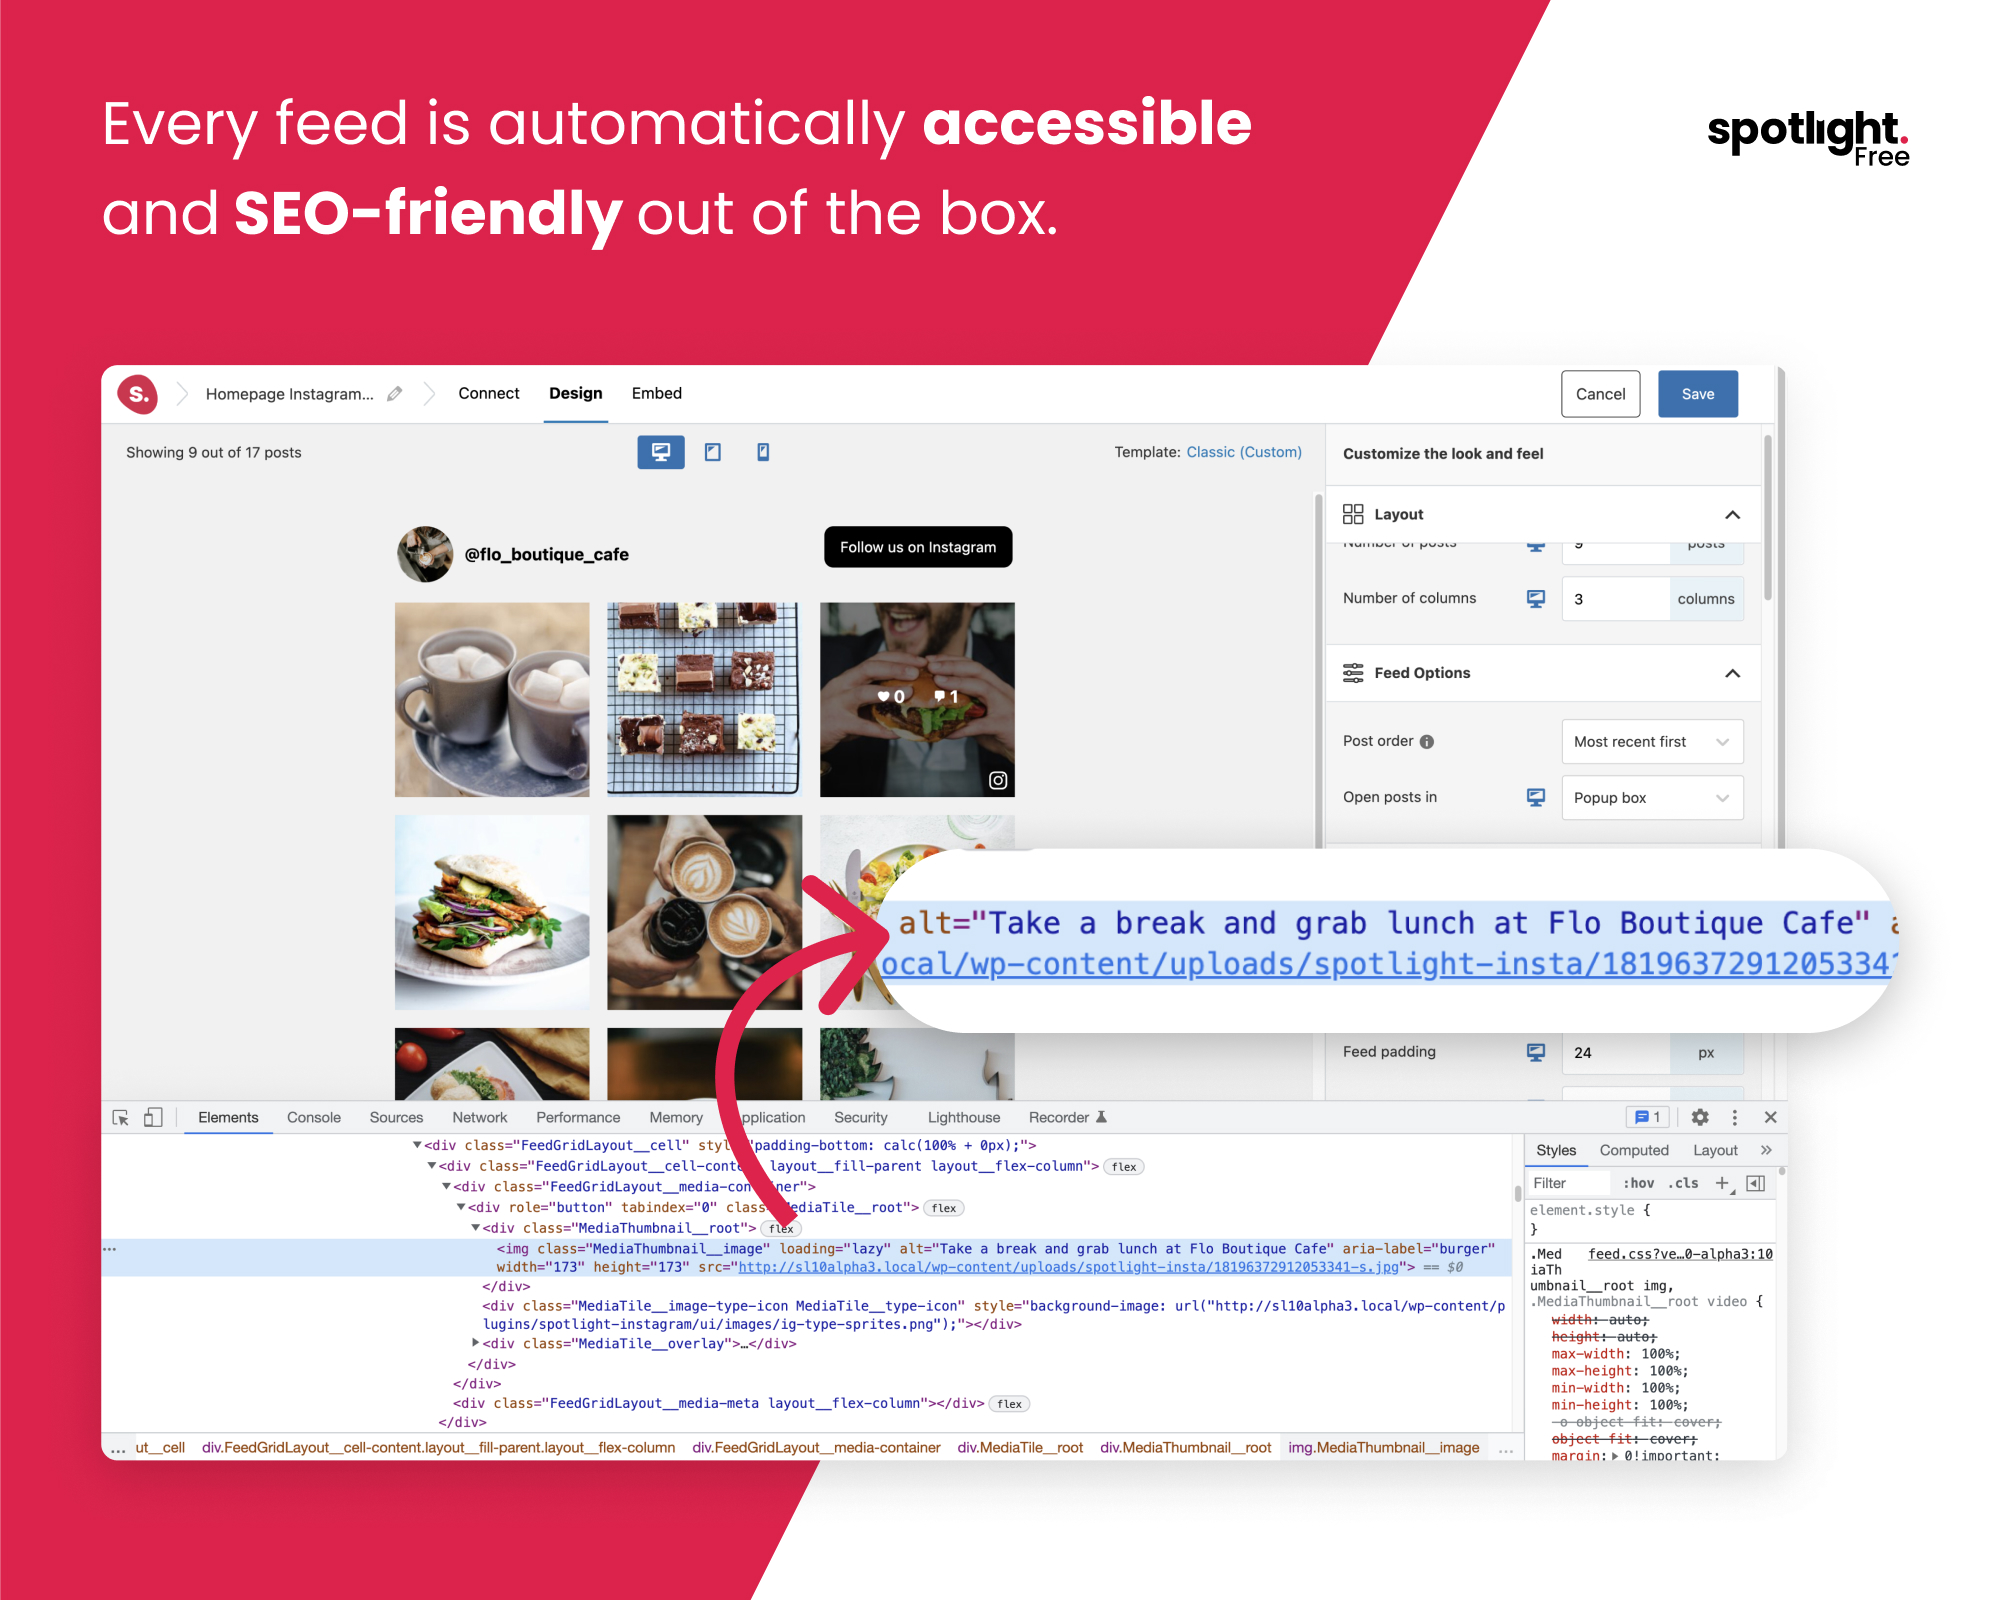 Every feed is automatically accessible
and SEO-friendly out of the box.
spotlight.
Free
s.
Homepage Instagram...
Connect
Design
Embed
Cancel
Save
Showing 9 out of 17 posts
Template: Classic (Custom)
Customize the look and feel
@flo_boutique_cafe
Follow us on Instagram
Layout
Number of posts
9
posts
Number of columns
3
columns
Feed Options
0
1
Post order
Most recent first
Open posts in
Popup box
alt="Take a break and grab lunch at Flo Boutique Cafe"
ocal/wp-content/uploads/spotlight-insta/18196372912053341
Feed padding
24
px
Elements
Console
Sources
Network
Performance
Memory
pplication
Security
Lighthouse
Recorder
1
<div class="FeedGridLayout__cell" style="padding-bottom: calc(100% + 0px);">
<div class="FeedGridLayout__cell-content layout__fill-parent layout__flex-column"> flex
<div class="FeedGridLayout__media-container">
<div role="button" tabindex="0" class="MediaTile__root"> flex
<div class="MediaThumbnail__root"> flex
<img class="MediaThumbnail__image" loading="lazy" alt="Take a break and grab lunch at Flo Boutique Cafe" aria-label="burger"
width="173" height="173" src="http://sl10alpha3.local/wp-content/uploads/spotlight-insta/18196372912053341-s.jpg"> == $0
</div>
<div class="MediaTile__image-type-icon MediaTile__type-icon" style="background-image: url("http://sl10alpha3.local/wp-content/p
lugins/spotlight-instagram/ui/images/ig-type-sprites.png");"></div>
<div class="MediaTile__overlay">…</div>
</div>
</div>
<div class="FeedGridLayout__media-meta layout__flex-column"></div> flex
</div>
... ut__cell div.FeedGridLayout__cell-content.layout__fill-parent.layout__flex-column div.FeedGridLayout__media-container div.MediaTile__root div.MediaThumbnail__root img.MediaThumbnail__image ...
Styles
Computed
Layout
Filter
:hov
.cls
element.style {
}
.Med feed.css?ve…0-alpha3:10
iaTh
umbnail__root img,
.MediaThumbnail__root video {
width: auto;
height: auto;
max-width: 100%;
max-height: 100%;
min-width: 100%;
min-height: 100%;
-o-object-fit: cover;
object-fit: cover;
margin: 0!important;